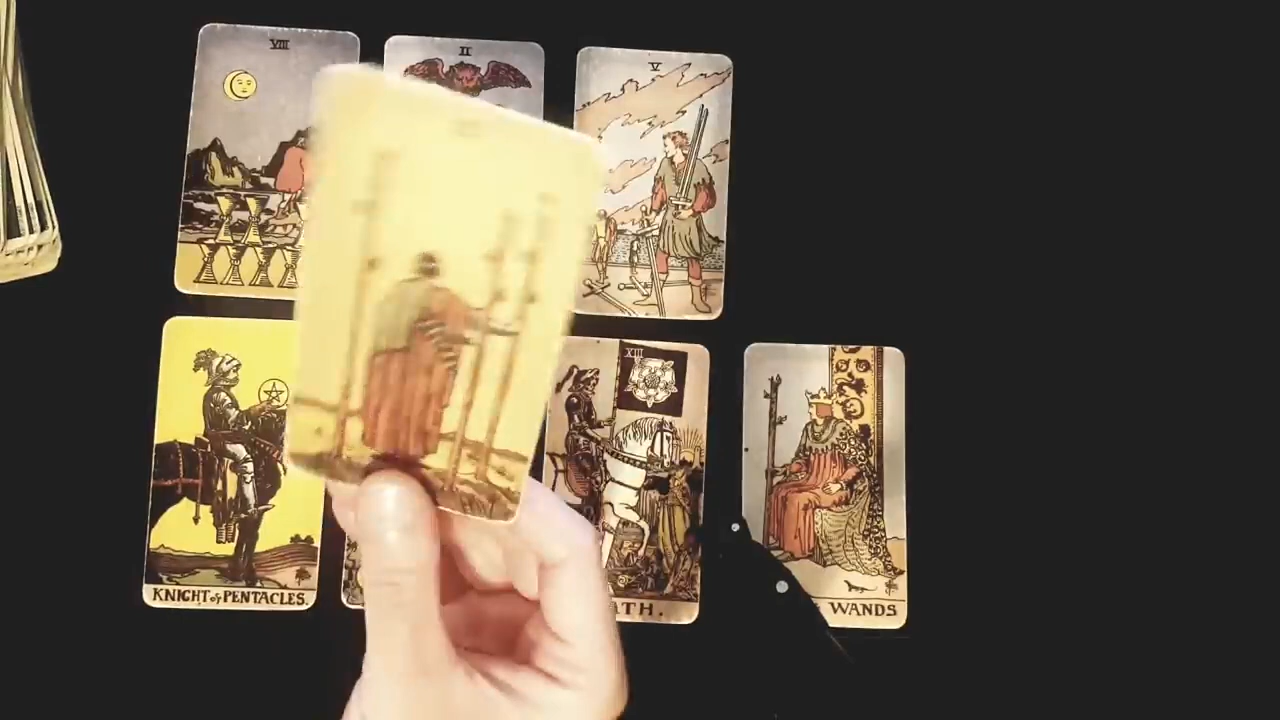 VIII
II
V
XIII
KNIGHT of PENTACLES.
ATH.
WANDS